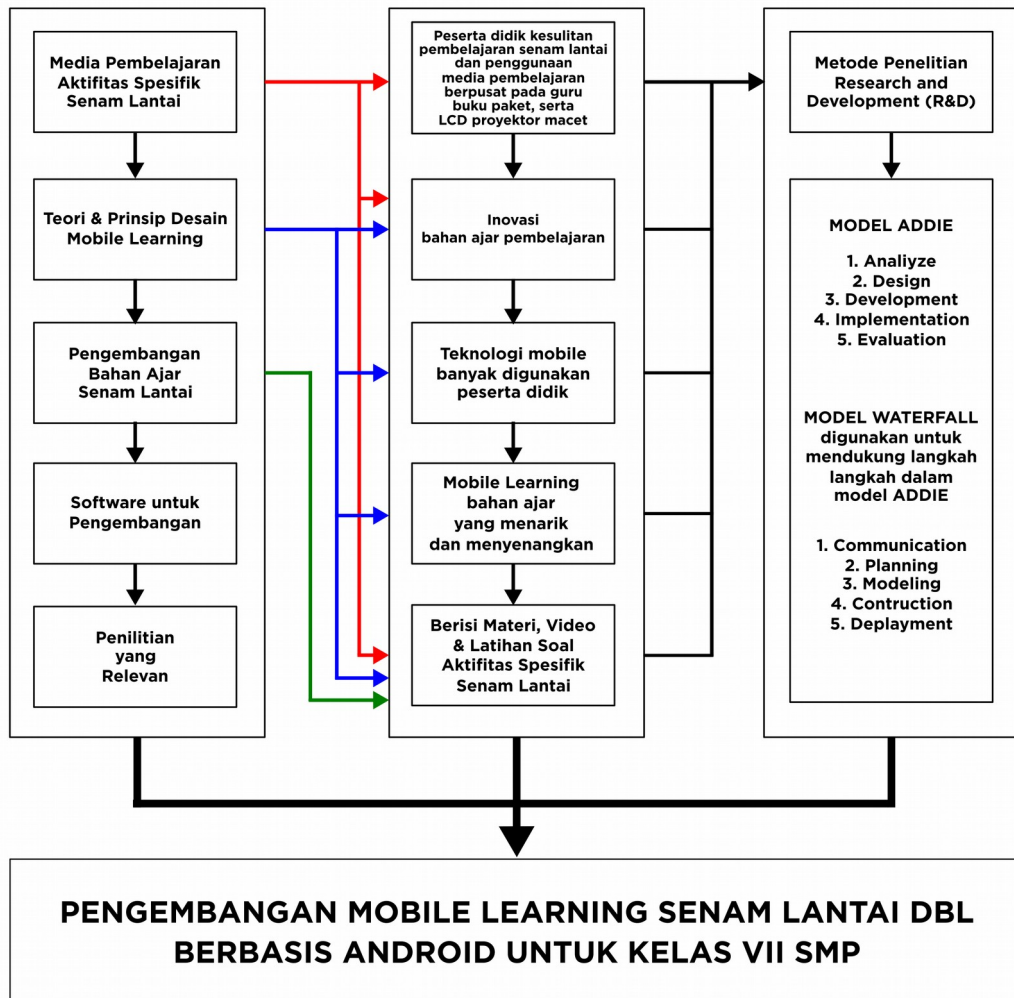 Media Pembelajaran
Aktifitas Spesifik
Senam Lantai
Teori & Prinsip Desain
Mobile Learning
Pengembangan
Bahan Ajar
Senam Lantai
Software untuk
Pengembangan
Penilitian
yang
Relevan
Peserta didik kesulitan
pembelajaran senam lantai
dan penggunaan
media pembelajaran
berpusat pada guru
buku paket, serta
LCD proyektor macet
Inovasi
bahan ajar pembelajaran
Teknologi mobile
banyak digunakan
peserta didik
Mobile Learning
bahan ajar
yang menarik
dan menyenangkan
Berisi Materi, Video
& Latihan Soal
Aktifitas Spesifik
Senam Lantai
Metode Penelitian
Research and
Development (R&D)
MODEL ADDIE
1. Analiyze
2. Design
3. Development
4. Implementation
5. Evaluation
MODEL WATERFALL
digunakan untuk
mendukung langkah
langkah dalam
model ADDIE
1. Communication
2. Planning
3. Modeling
4. Contruction
5. Deplayment
PENGEMBANGAN MOBILE LEARNING SENAM LANTAI DBL
BERBASIS ANDROID UNTUK KELAS VII SMP